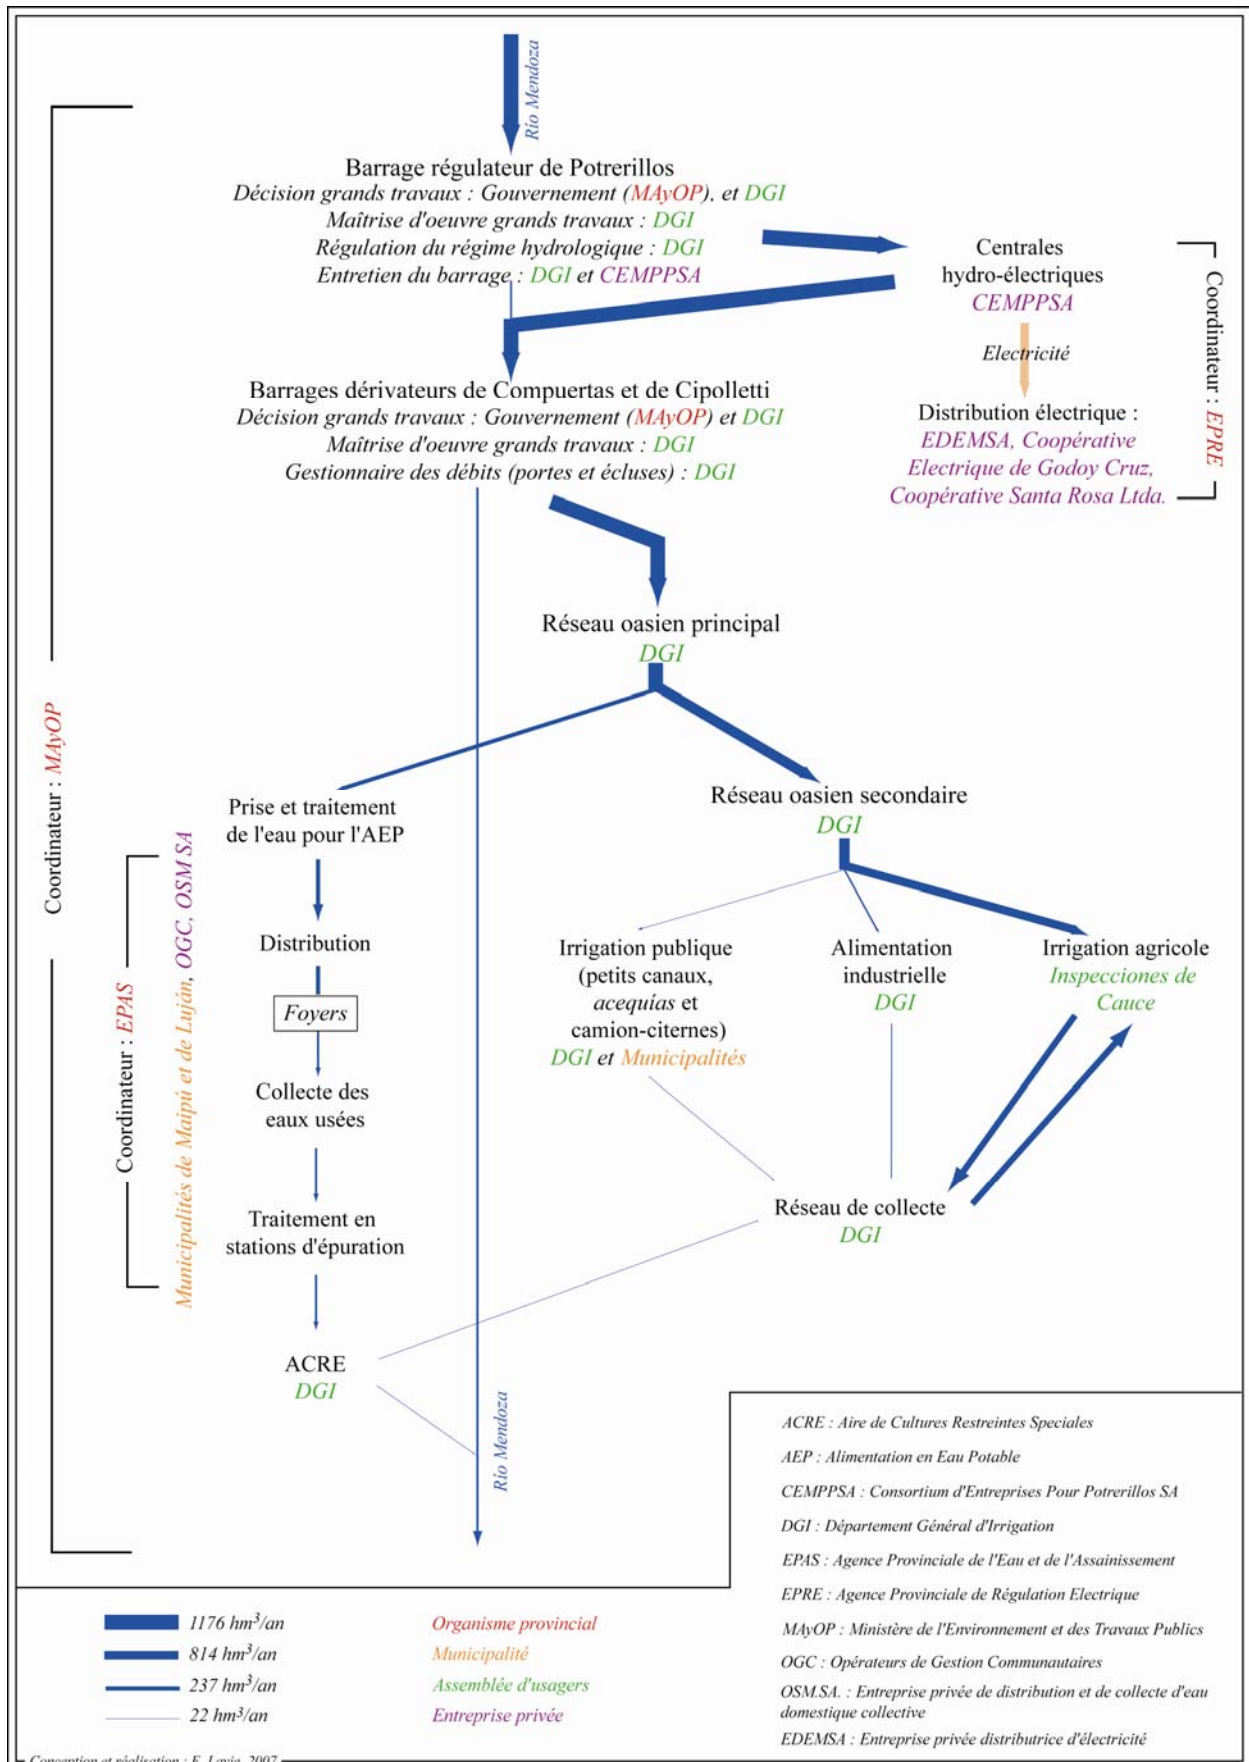 Río Mendoza
Barrage régulateur de Potrerillos
Décision grands travaux : Gouvernement (MAyOP), et DGI
Maîtrise d'oeuvre grands travaux : DGI
Régulation du régime hydrologique : DGI
Entretien du barrage : DGI et CEMPPSA
Centrales
hydro-électriques
CEMPPSA
Electricité
Distribution électrique :
EDEMSA, Coopérative
Electrique de Godoy Cruz,
Coopérative Santa Rosa Ltda.
Coordinateur : EPRE
Barrages dérivateurs de Compuertas et de Cipolletti
Décision grands travaux : Gouvernement (MAyOP) et DGI
Maîtrise d'oeuvre grands travaux : DGI
Gestionnaire des débits (portes et écluses) : DGI
Réseau oasien principal
DGI
Coordinateur : MAyOP
Prise et traitement
de l'eau pour l'AEP
Réseau oasien secondaire
DGI
Coordinateur : EPAS
Municipalités de Maipú et de Luján, OGC, OSM SA
Distribution
Foyers
Collecte des
eaux usées
Traitement en
stations d'épuration
ACRE
DGI
Irrigation publique
(petits canaux,
acequías et
camion-citernes)
DGI et Municipalités
Alimentation
industrielle
DGI
Irrigation agricole
Inspecciones de
Cauce
Réseau de collecte
DGI
Río Mendoza
ACRE : Aire de Cultures Restreintes Speciales
AEP : Alimentation en Eau Potable
CEMPPSA : Consortium d'Entreprises Pour Potrerillos SA
DGI : Département Général d'Irrigation
EPAS : Agence Provinciale de l'Eau et de l'Assainissement
EPRE : Agence Provinciale de Régulation Electrique
MAyOP : Ministère de l'Environnement et des Travaux Publics
OGC : Opérateurs de Gestion Communautaires
OSM.SA. : Entreprise privée de distribution et de collecte d'eau
domestique collective
EDEMSA : Entreprise privée distributrice d'électricité
1176 hm³/an
814 hm³/an
237 hm³/an
22 hm³/an
Organisme provincial
Municipalité
Assemblée d'usagers
Entreprise privée
Conception et réalisation : E. Lavie, 2007